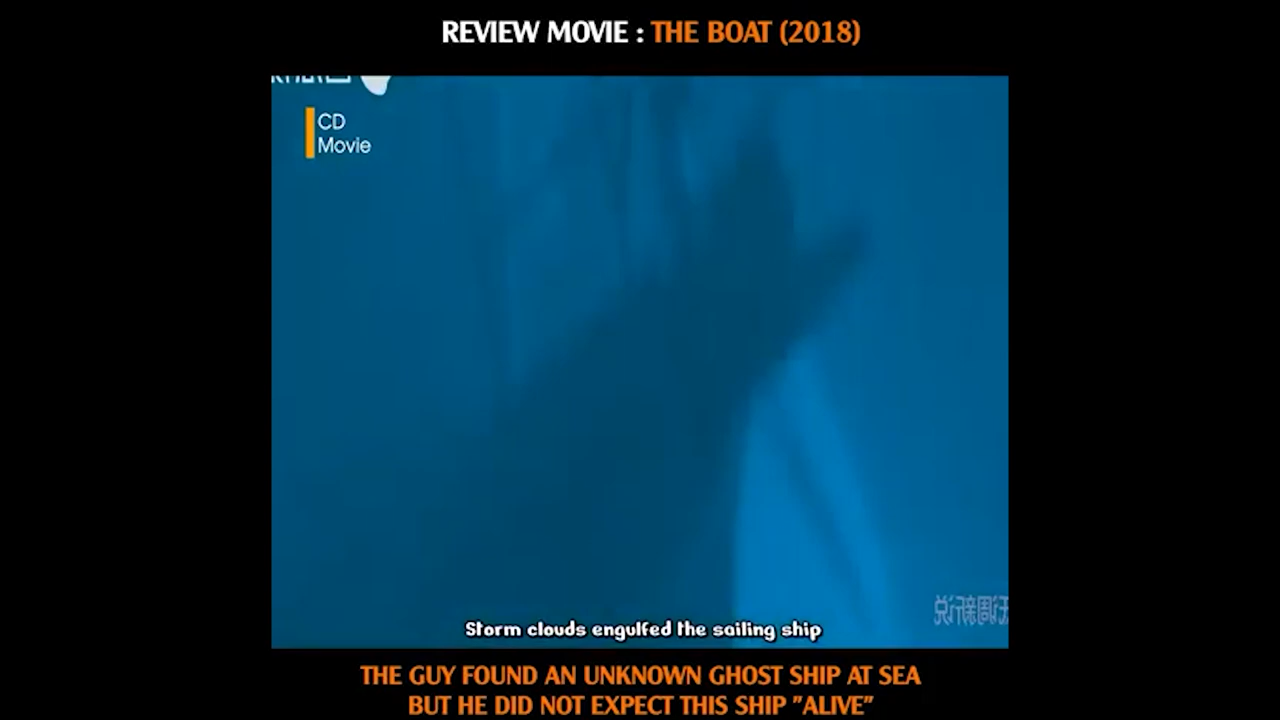 REVIEW MOVIE : THE BOAT (2018)
CD
Movie
Storm clouds engulfed the sailing ship
THE GUY FOUND AN UNKNOWN GHOST SHIP AT SEA
BUT HE DID NOT EXPECT THIS SHIP "ALIVE"